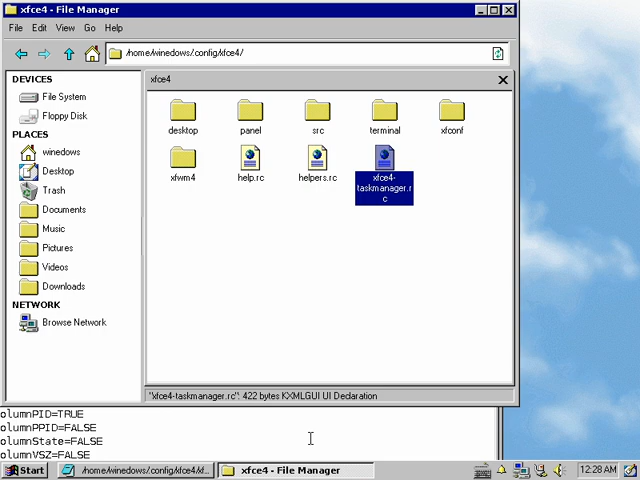 xfce4 - File Manager
File Edit View Go Help
/home/winedows/.config/xfce4/
DEVICES
File System
Floppy Disk
PLACES
winedows
Desktop
Trash
Documents
Music
Pictures
Videos
Downloads
NETWORK
Browse Network
xfce4
desktop panel src terminal xfconf
xfwm4 help.rc helpers.rc xfce4-
taskmanager.r
c
"xfce4-taskmanager.rc": 422 bytes KXMLGUI UI Declaration
olumnPID=TRUE
olumnPPID=FALSE
olumnState=FALSE
olumnVSZ=FALSE
Start /home/winedows/.config/xfce4/xf... xfce4 - File Manager 12:28 AM